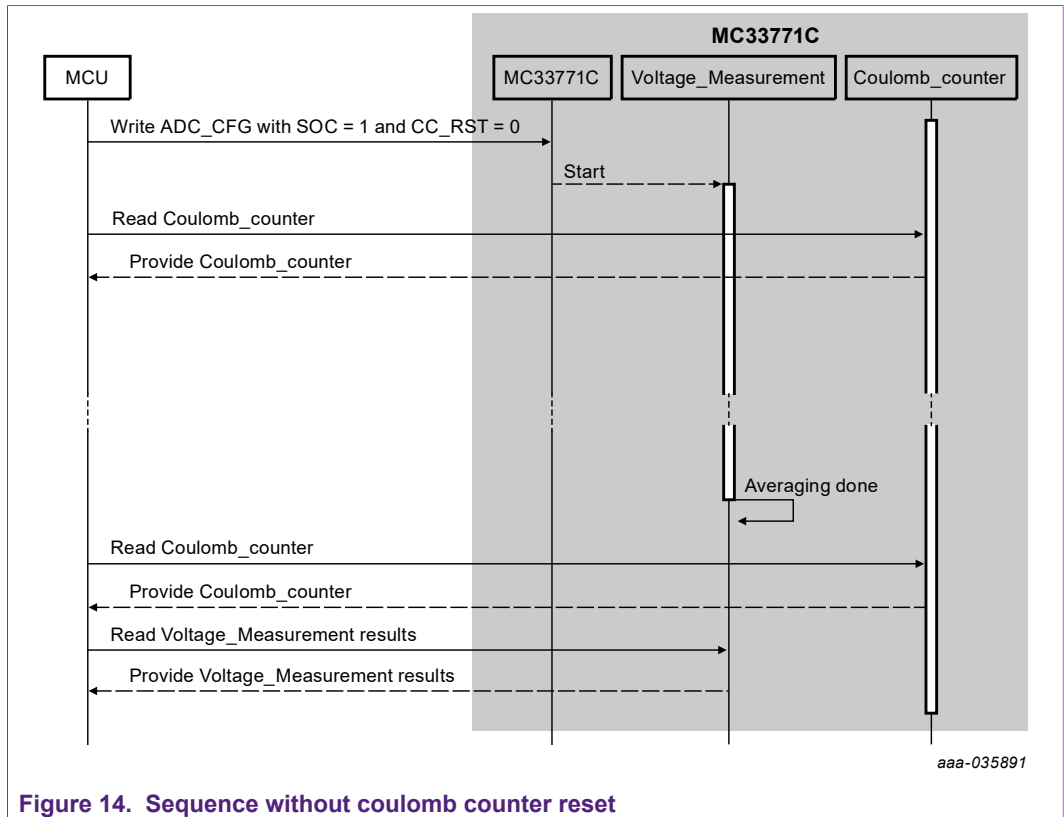 MC33771C
MCU
MC33771C
Voltage_Measurement
Coulomb_counter
Write ADC_CFG with SOC = 1 and CC_RST = 0
Start
Read Coulomb_counter
Provide Coulomb_counter
Averaging done
Read Coulomb_counter
Provide Coulomb_counter
Read Voltage_Measurement results
Provide Voltage_Measurement results
aaa-035891
Figure 14. Sequence without coulomb counter reset